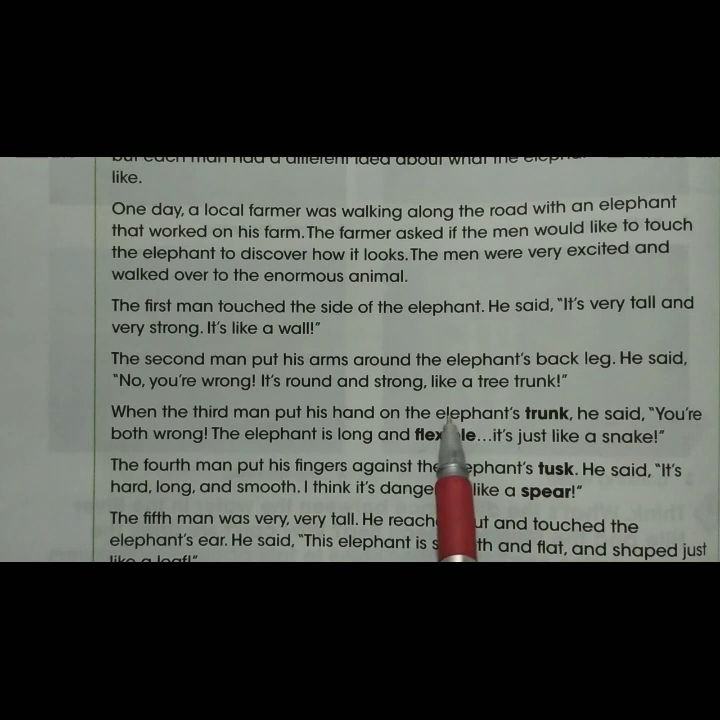 but each man had a different idea about what the
like.
One day, a local farmer was walking along the road with an elephant
that worked on his farm. The farmer asked if the men would like to touch
the elephant to discover how it looks. The men were very excited and
walked over to the enormous animal.
The first man touched the side of the elephant. He said, “It’s very tall and
very strong. It’s like a wall!”
The second man put his arms around the elephant’s back leg. He said,
“No, you’re wrong! It’s round and strong, like a tree trunk!”
When the third man put his hand on the elephant’s trunk, he said, “You’re
both wrong! The elephant is long and ...it’s just like a snake!”
The fourth man put his fingers against the tusk. He said, “It’s
hard, long, and smooth. I think it’s like a spear!”
The fifth man was very, very tall. He and touched the
elephant’s ear. He said, “This elephant is and flat, and shaped just
like a leaf!”